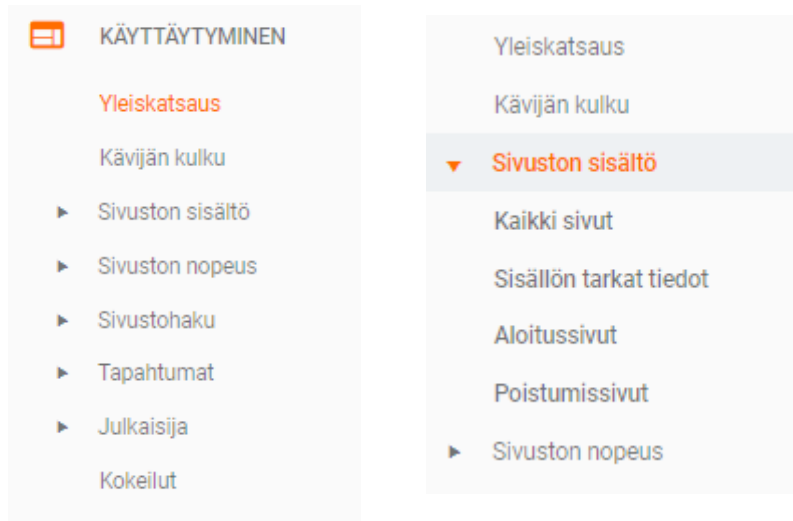 KÄYTTÄYTYMINEN
Yleiskatsaus
Kävijän kulku
Sivuston sisältö
Sivuston nopeus
Sivustohaku
Tapahtumat
Julkaisija
Kokeilut
Yleiskatsaus
Kävijän kulku
Sivuston sisältö
Kaikki sivut
Sisällön tarkat tiedot
Aloitussivut
Poistumissivut
Sivuston nopeus